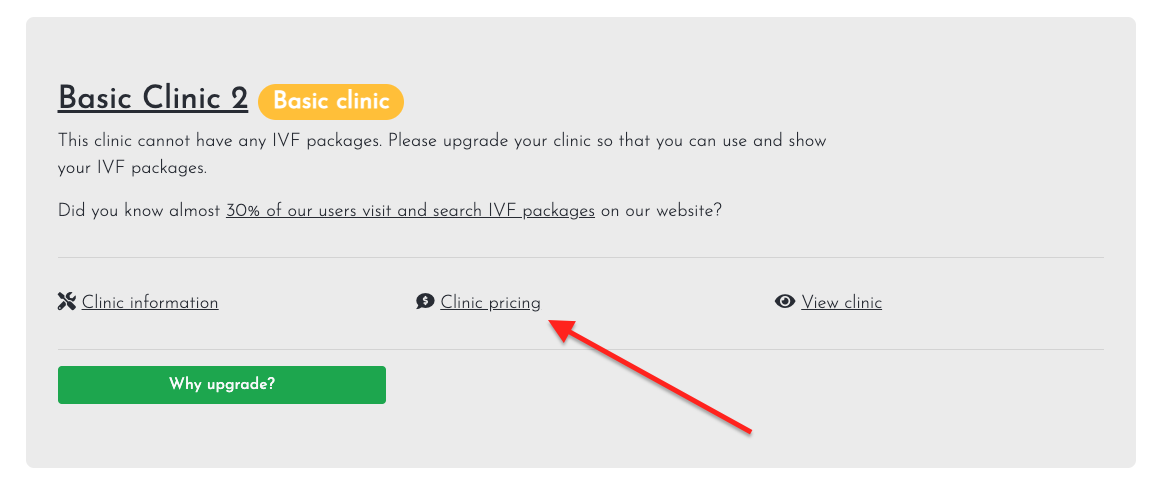 Basic Clinic 2 Basic clinic
This clinic cannot have any IVF packages. Please upgrade your clinic so that you can use and show
your IVF packages.
Did you know almost 30% of our users visit and search IVF packages on our website?
Clinic information Clinic pricing View clinic
Why upgrade?